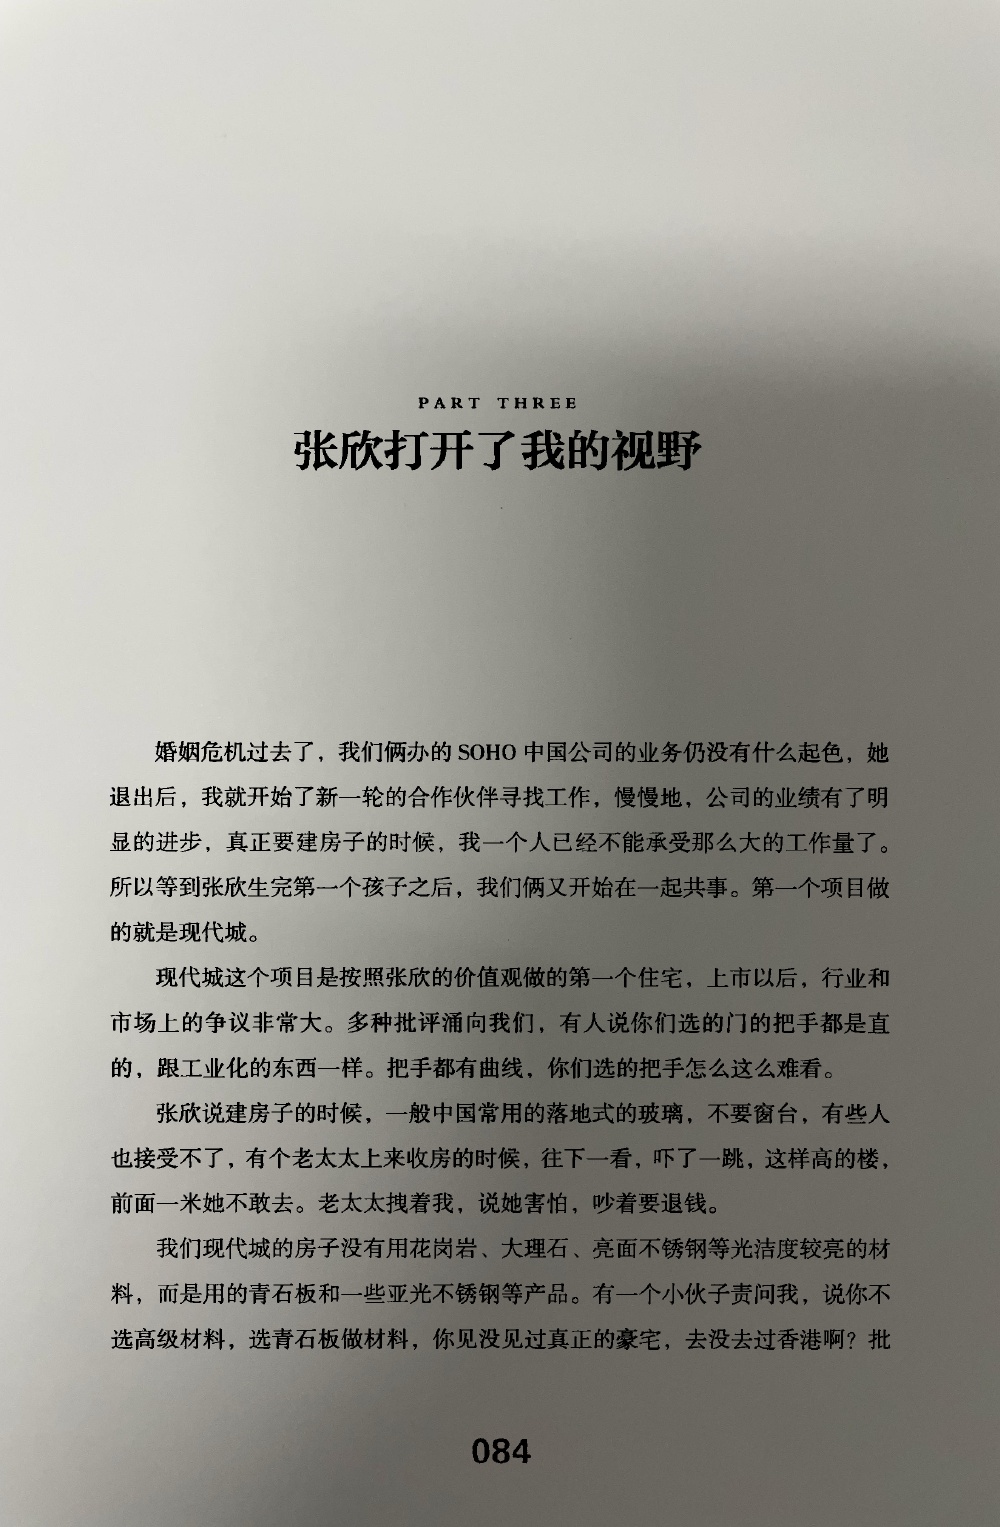 PART THREE
张欣打开了我的视野
婚姻危机过去了，我们俩办的 SOHO 中国公司的业务仍没有什么起色，她
退出后，我就开始了新一轮的合作伙伴寻找工作，慢慢地，公司的业绩有了明
显的进步，真正要建房子的时候，我一个人已经不能承受那么大的工作量了。
所以等到张欣生完第一个孩子之后，我们俩又开始在一起共事。第一个项目做
的就是现代城。
现代城这个项目是按照张欣的价值观做的第一个住宅，上市以后，行业和
市场上的争议非常大。多种批评涌向我们，有人说你们选的门的把手都是直
的，跟工业化的东西一样。把手都有曲线，你们选的把手怎么这么难看。
张欣说建房子的时候，一般中国常用的落地式的玻璃，不要窗台，有些人
也接受不了，有个老太太上来收房的时候，往下一看，吓了一跳，这样高的楼，
前面一米她不敢去。老太太拽着我，说她害怕，吵着要退钱。
我们现代城的房子没有用花岗岩、大理石、亮面不锈钢等光洁度较亮的材
料，而是用的青石板和一些亚光不锈钢等产品。有一个小伙子责问我，说你不
选高级材料，选青石板做材料，你见没见过真正的豪宅，去没去过香港啊？批
084